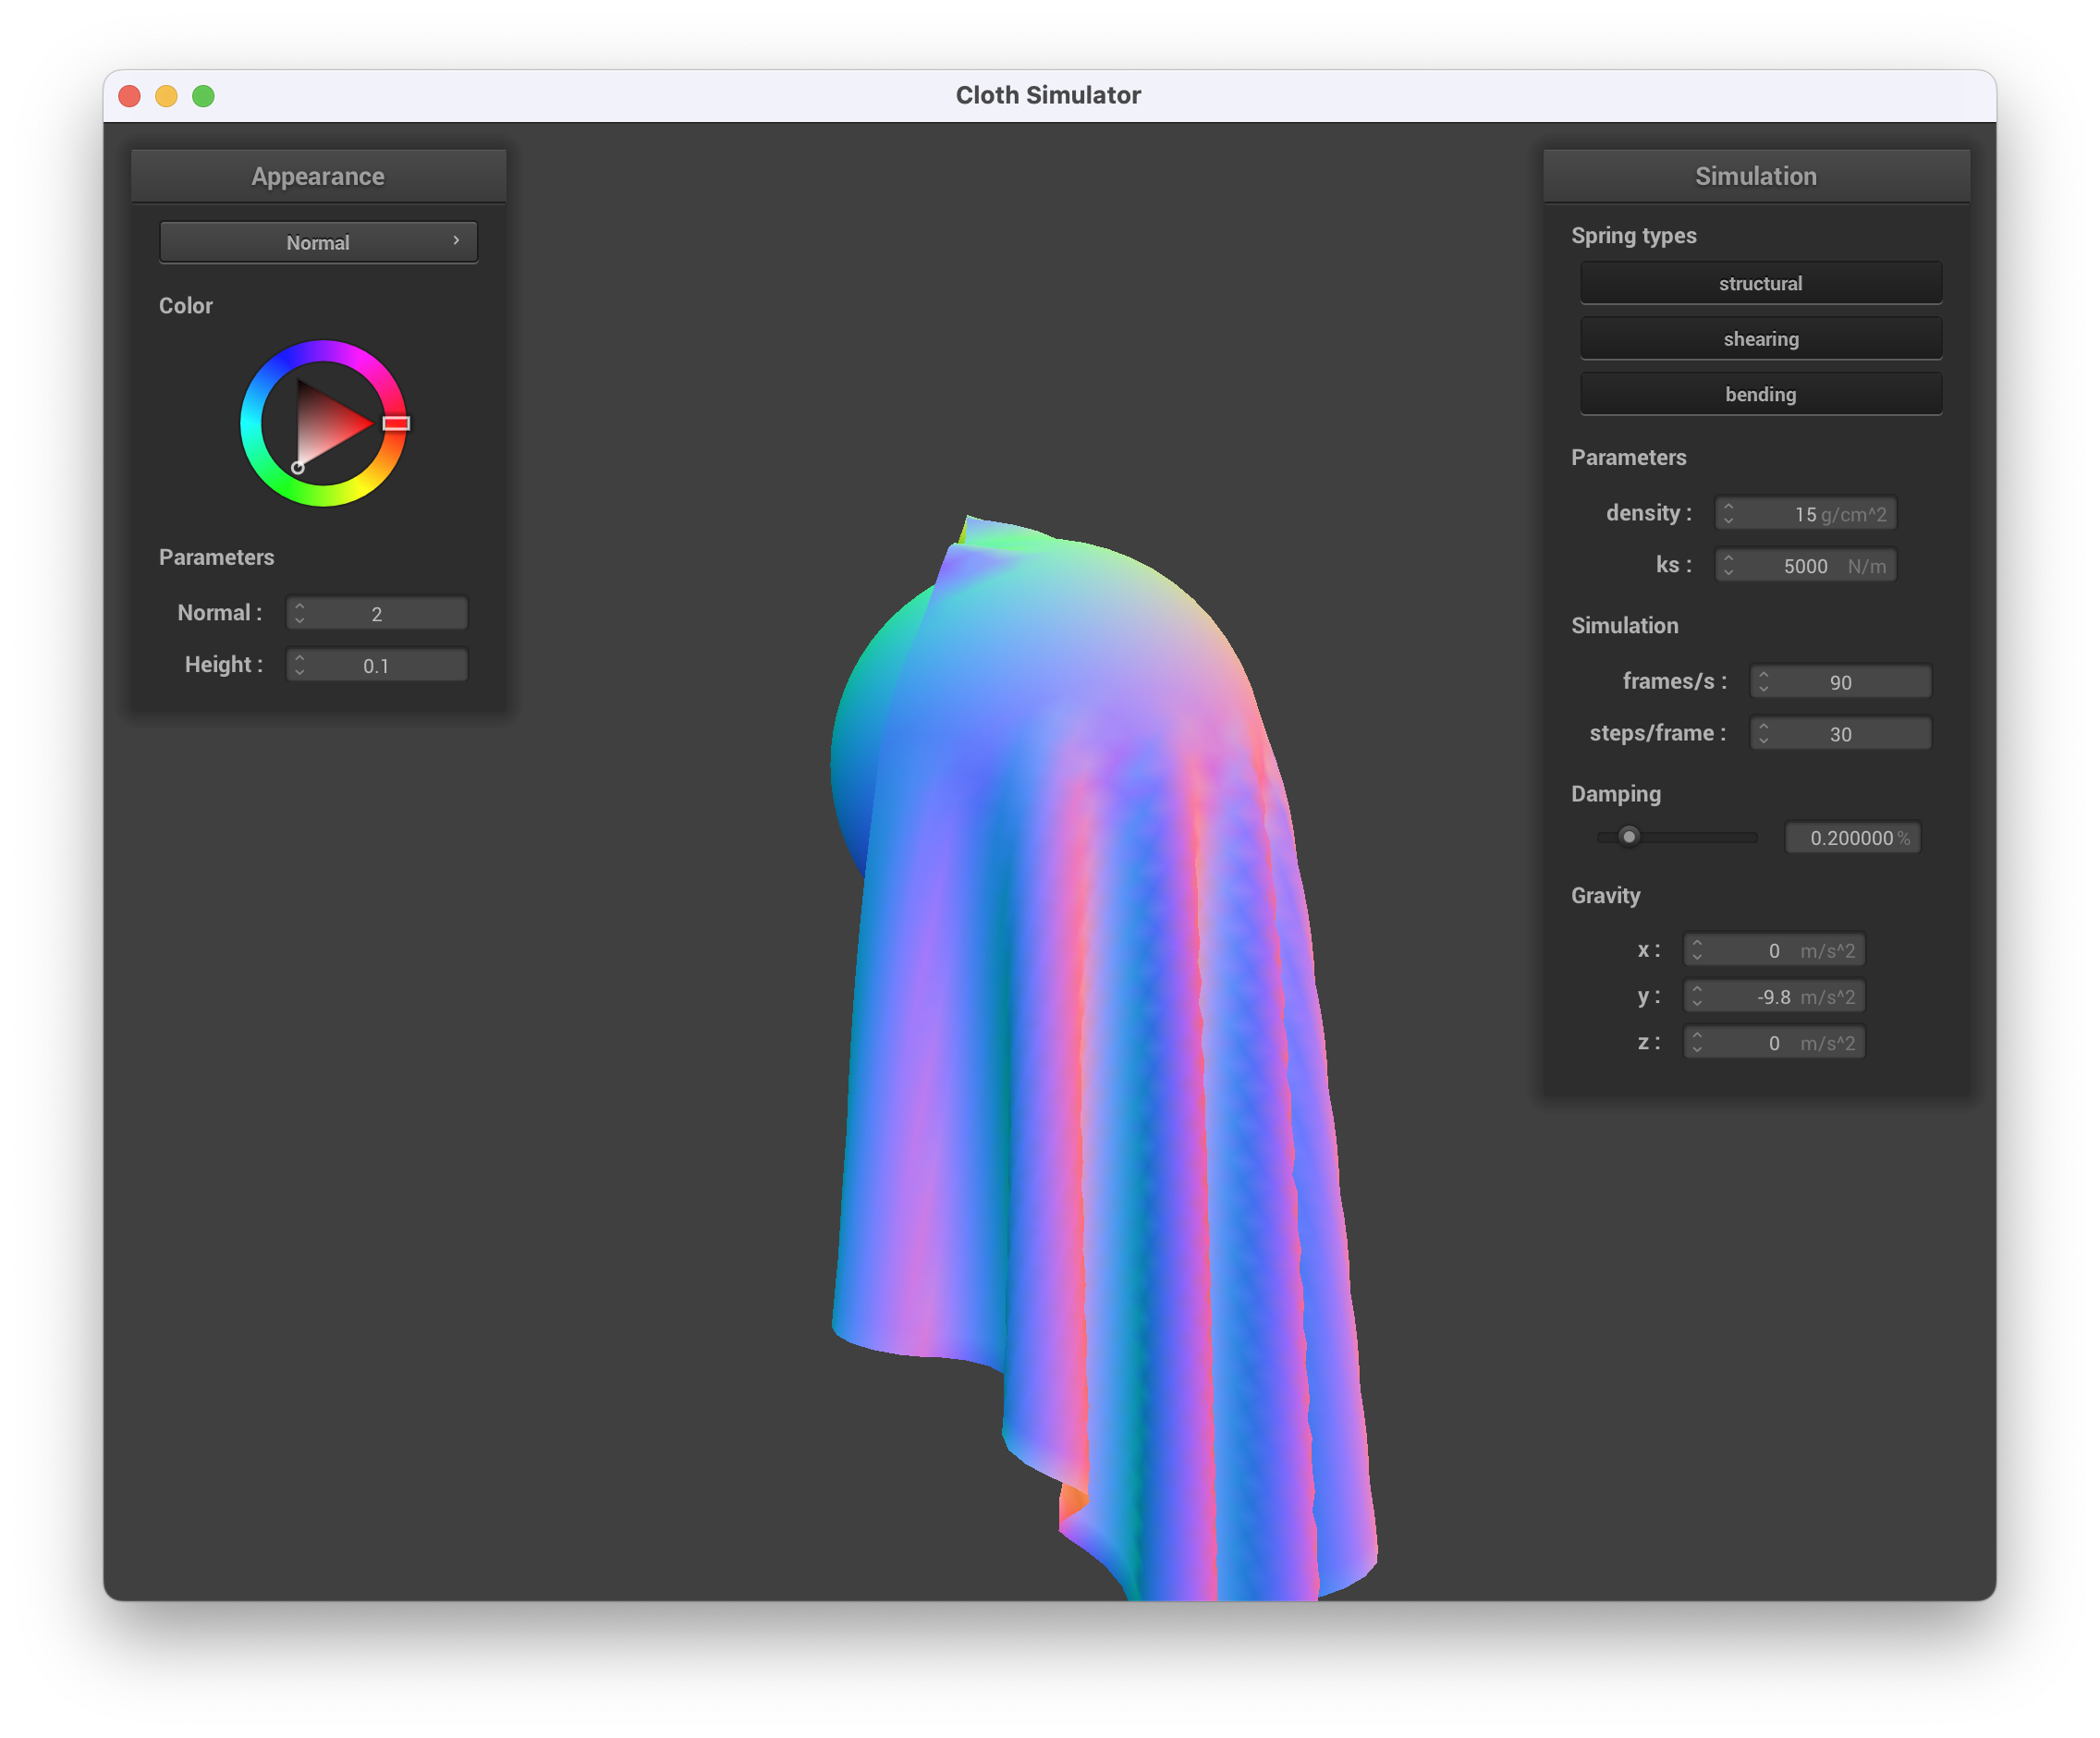 Cloth Simulator
Appearance
Normal
Color
Parameters
Normal : 2
Height : 0.1
Simulation
Spring types
structural
shearing
bending
Parameters
density : 15 g/cm^2
ks : 5000 N/m
Simulation
frames/s : 90
steps/frame : 30
Damping
0.200000 %
Gravity
x : 0 m/s^2
y : -9.8 m/s^2
z : 0 m/s^2